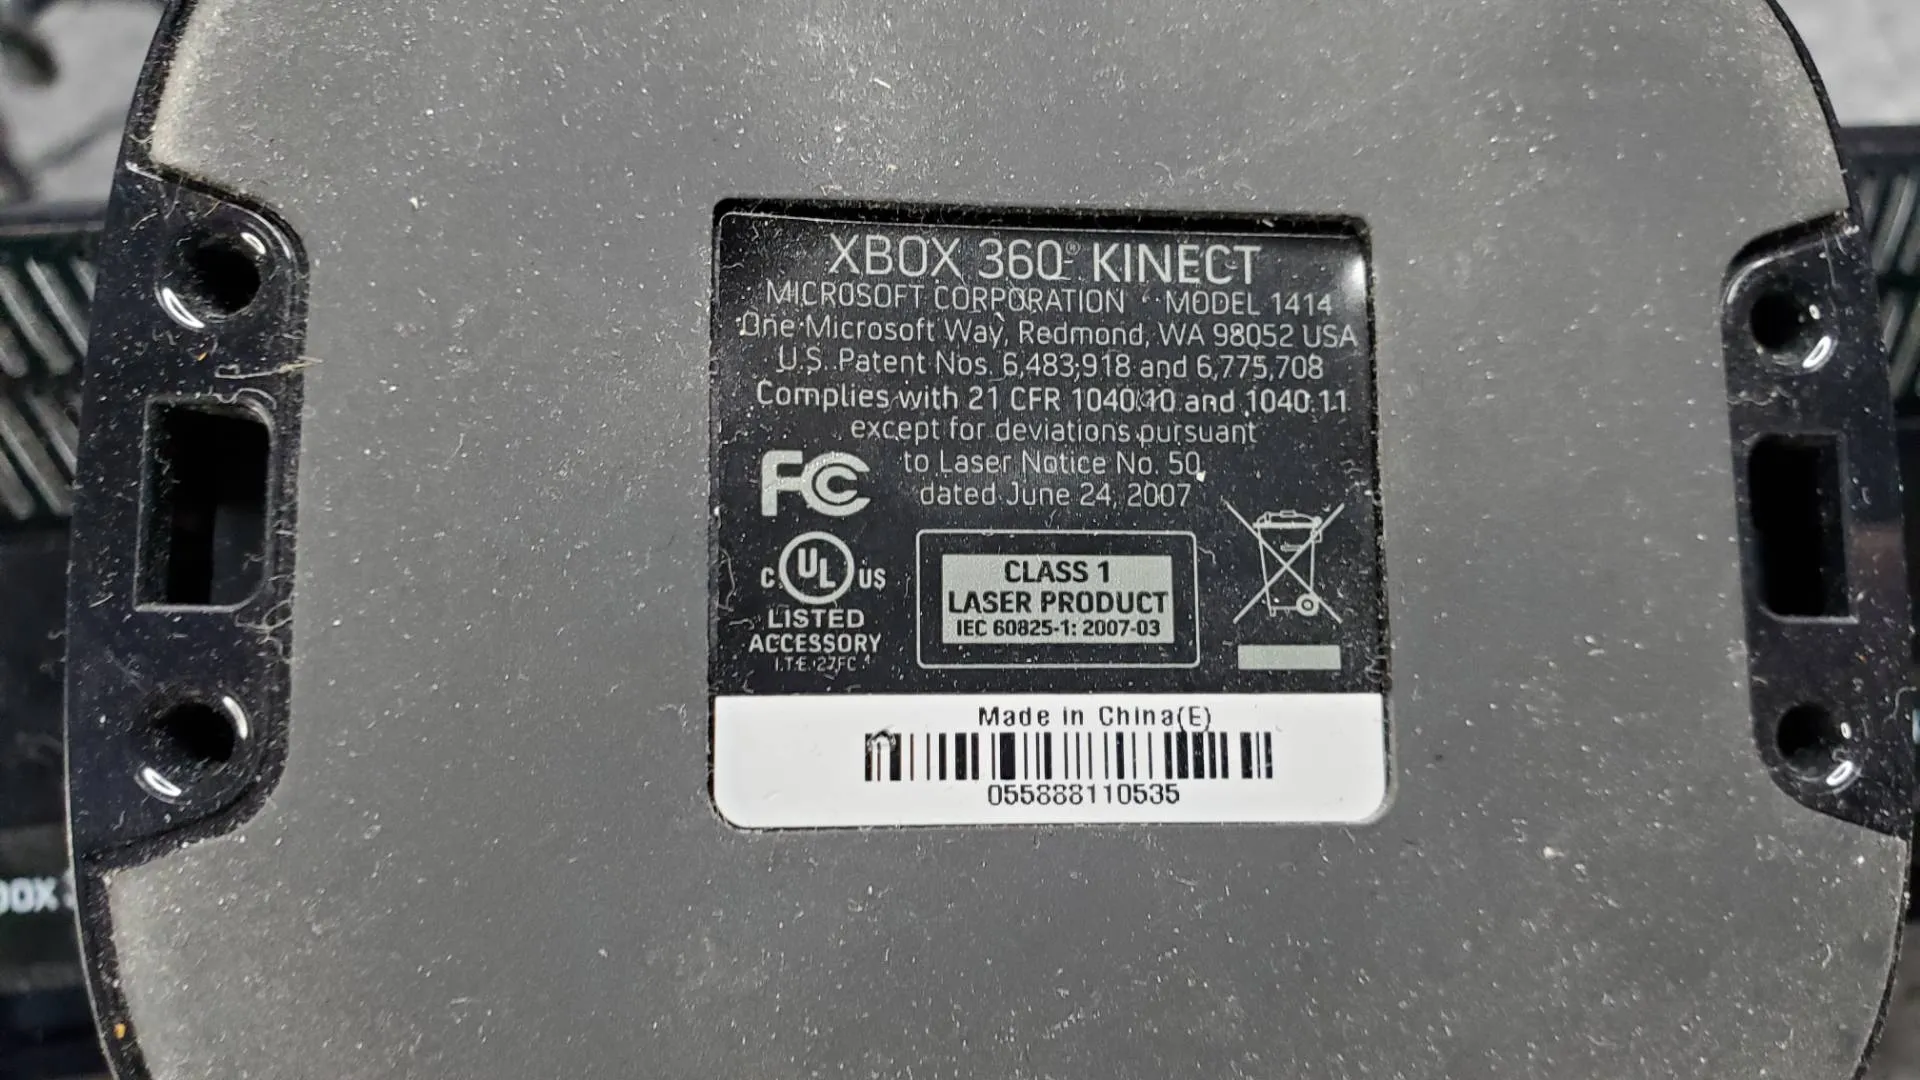 XBOX 360® KINECT
MICROSOFT CORPORATION · MODEL 1414
One Microsoft Way, Redmond, WA 98052 USA
U.S. Patent Nos. 6,483,918 and 6,775,708
Complies with 21 CFR 1040.10 and 1040.11
except for deviations pursuant
to Laser Notice No. 50,
dated June 24, 2007
FC
C UL US
LISTED
ACCESSORY
I.T.E. 27FC
CLASS 1
LASER PRODUCT
IEC 60825-1: 2007-03
Made in China(E)
055888110535